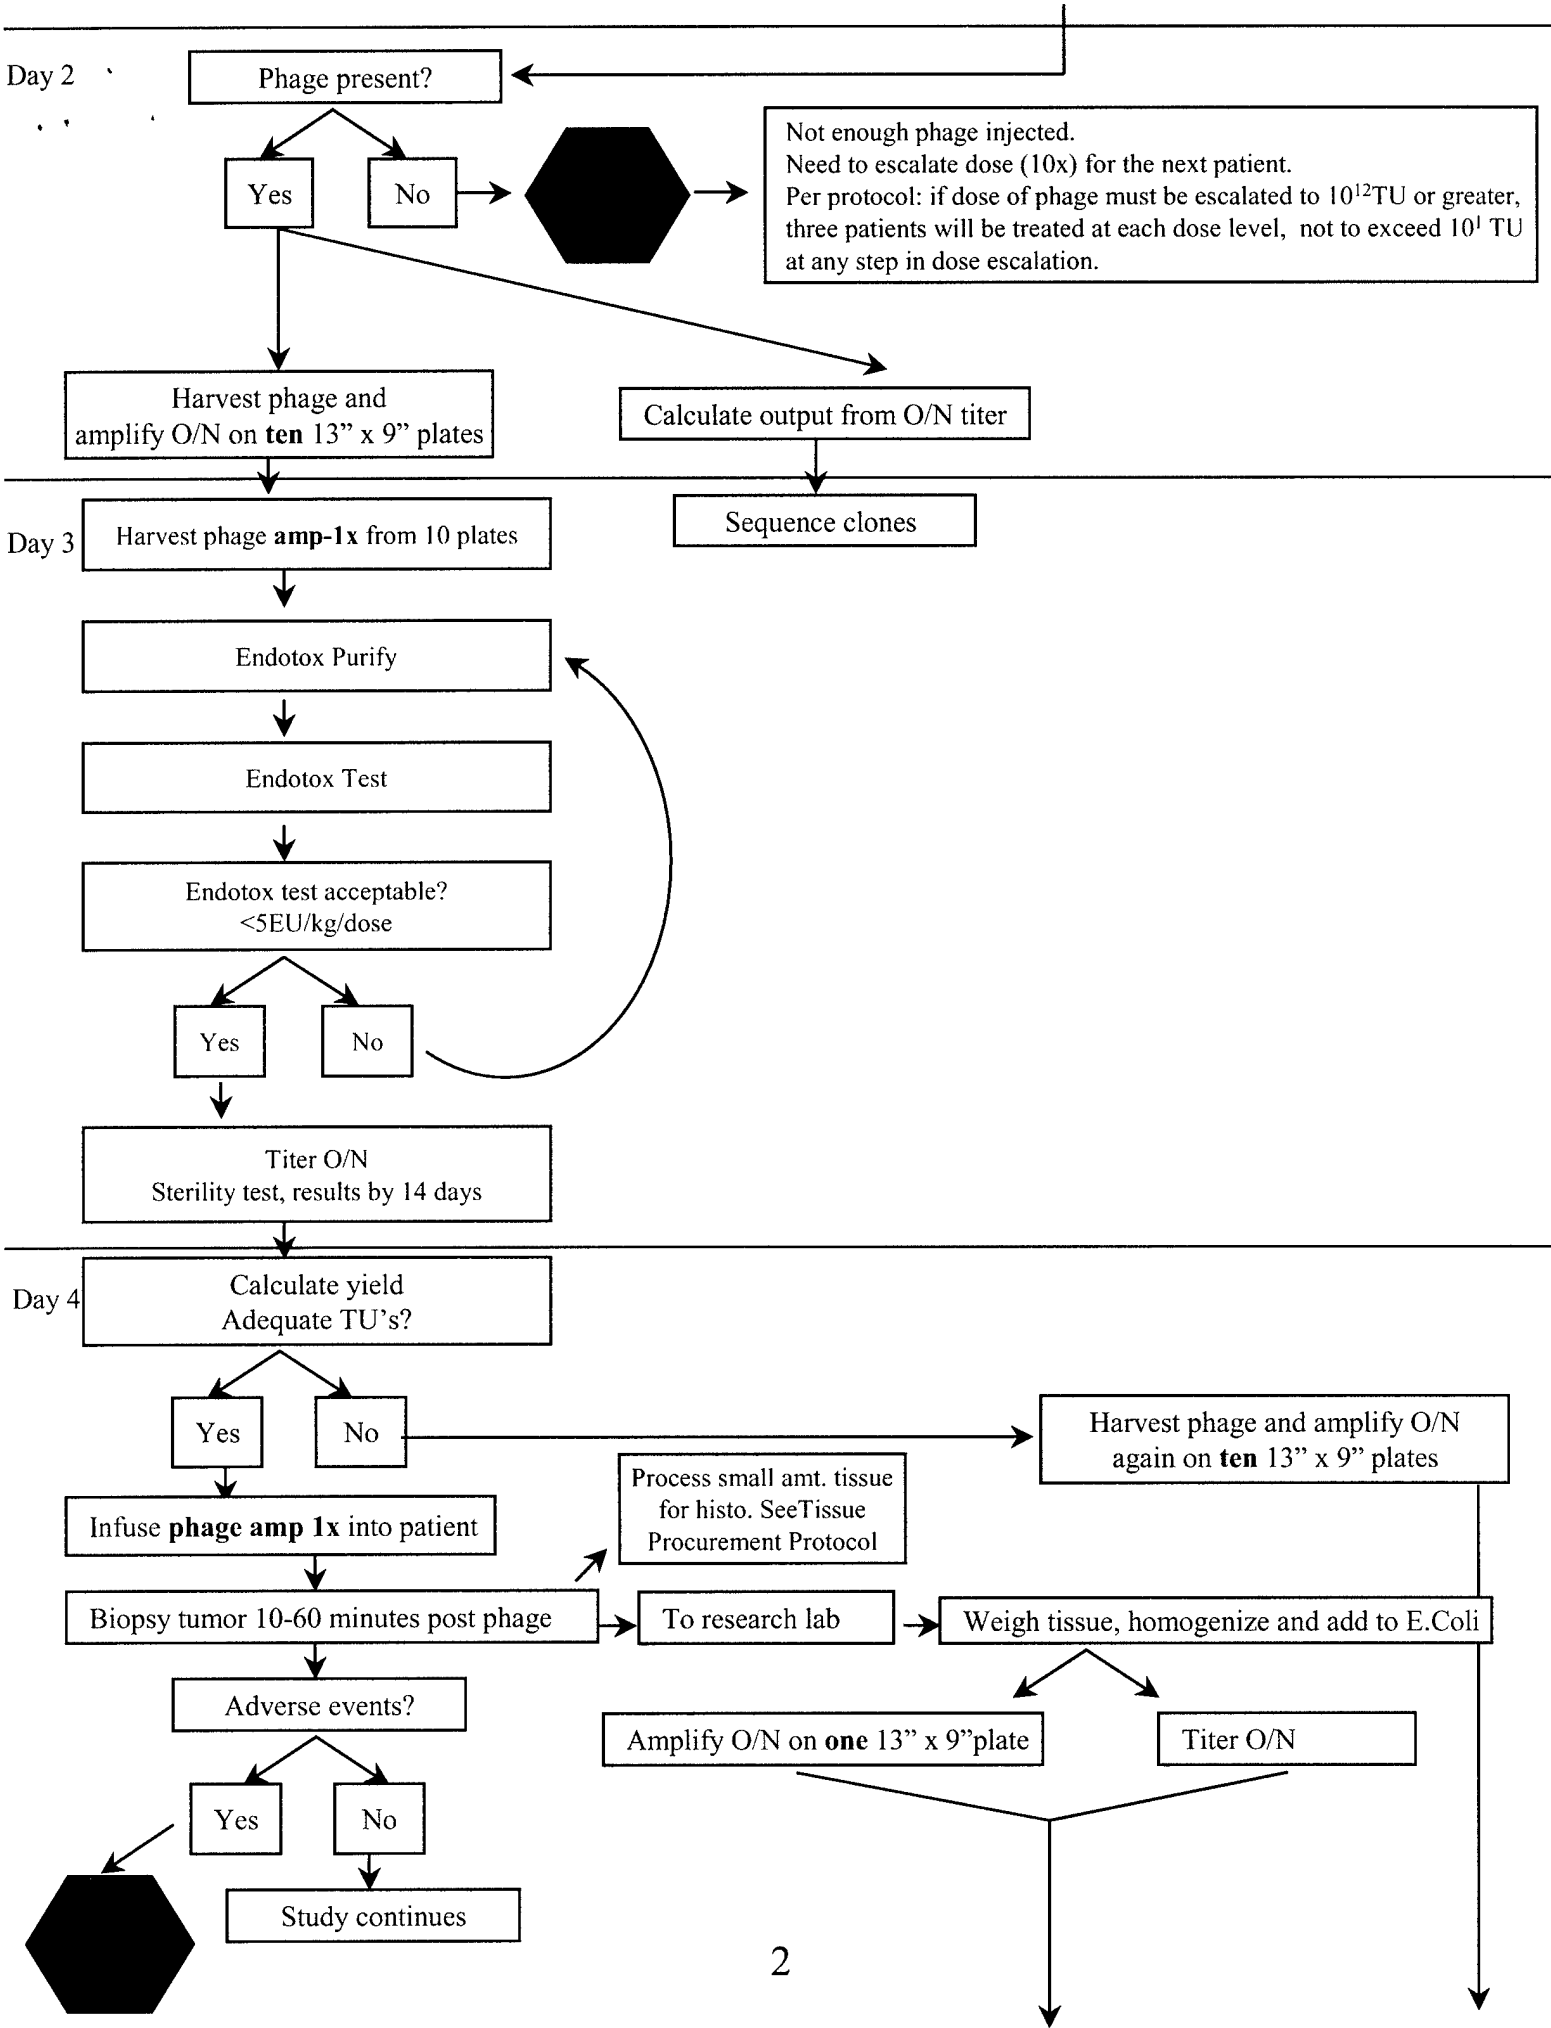 Day 2
Phage present?
Yes
No
Not enough phage injected.
Need to escalate dose (10x) for the next patient.
Per protocol: if dose of phage must be escalated to 10¹²TU or greater,
three patients will be treated at each dose level, not to exceed 10¹ TU
at any step in dose escalation.
Harvest phage and
amplify O/N on ten 13” x 9” plates
Calculate output from O/N titer
Sequence clones
Day 3
Harvest phage amp-1x from 10 plates
Endotox Purify
Endotox Test
Endotox test acceptable?
<5EU/kg/dose
Yes
No
Titer O/N
Sterility test, results by 14 days
Day 4
Calculate yield
Adequate TU’s?
Yes
No
Harvest phage and amplify O/N
again on ten 13” x 9” plates
Process small amt. tissue
for histo. SeeTissue
Procurement Protocol
Infuse phage amp 1x into patient
Biopsy tumor 10-60 minutes post phage
To research lab
Weigh tissue, homogenize and add to E.Coli
Adverse events?
Amplify O/N on one 13” x 9”plate
Titer O/N
Yes
No
Study continues
2